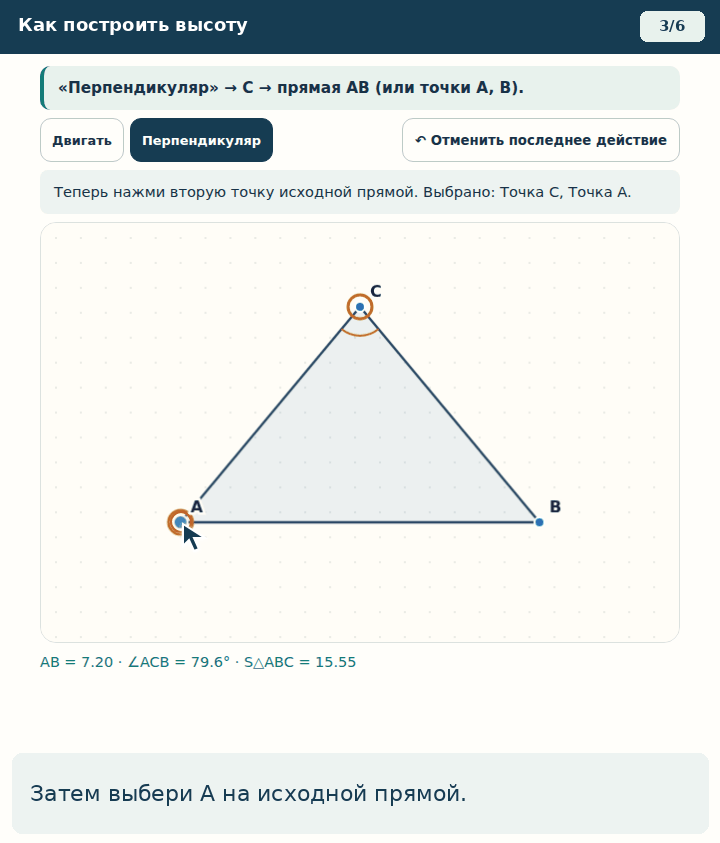 Как построить высоту
3/6
«Перпендикуляр» → C → прямая AB (или точки A, B).
Двигать
Перпендикуляр
↶ Отменить последнее действие
Теперь нажми вторую точку исходной прямой. Выбрано: Точка C, Точка A.
C
A
B
AB = 7.20 · ∠ACB = 79.6° · S△ABC = 15.55
Затем выбери A на исходной прямой.